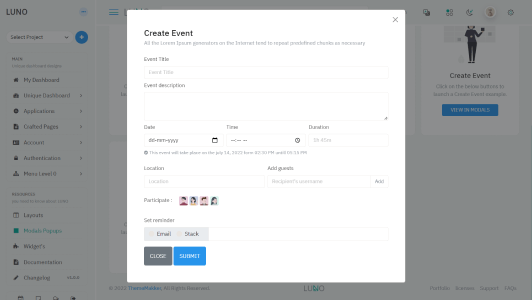 LUNO
Select Project
MAIN
My Dashboard
Unique Dashboard
Applications
Crafted Pages
Account
Authentication
Menu Level 0
RESOURCES
Layouts
Modals Popups
Widget's
Documentation
Changelog
Create Event
All the Lorem Ipsum generators on the Internet tend to repeat predefined chunks as necessary
Event Title
Event Title
Event description
Date
Time
Duration
dd-mm-yyyy
--:-- --
This event will take place on the july 14, 2022 from 02:30 PM until 05:15 PM
Location
Add guests
Location
Recipient's username
Add
Participate :
Set reminder
Email
Slack
CLOSE
SUBMIT
Create Event
Click on the below buttons to
launch a Create Event example.
VIEW IN MODALS
© 2022 ThemeMakker, All Rights Reserved.
LUNO
Portfolio
Licenses
Support
FAQs